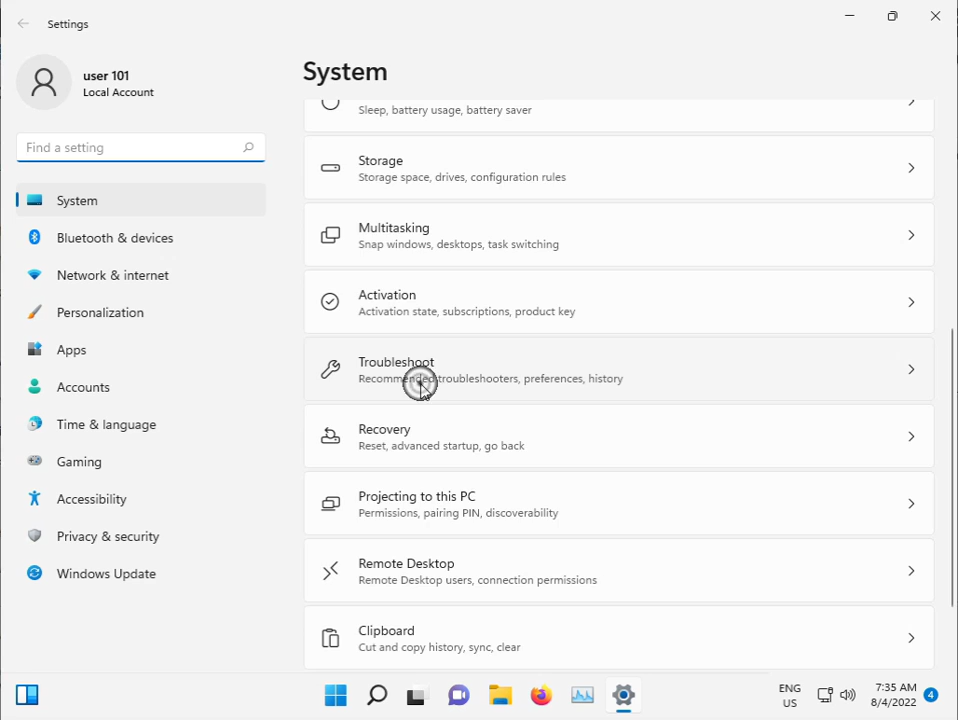 Settings
user 101
Local Account
Find a setting
System
Bluetooth & devices
Network & internet
Personalization
Apps
Accounts
Time & language
Gaming
Accessibility
Privacy & security
Windows Update
System
Sleep, battery usage, battery saver
Storage
Storage space, drives, configuration rules
Multitasking
Snap windows, desktops, task switching
Activation
Activation state, subscriptions, product key
Troubleshoot
Recommended troubleshooters, preferences, history
Recovery
Reset, advanced startup, go back
Projecting to this PC
Permissions, pairing PIN, discoverability
Remote Desktop
Remote Desktop users, connection permissions
Clipboard
Cut and copy history, sync, clear
ENG
US
7:35 AM
8/4/2022
4